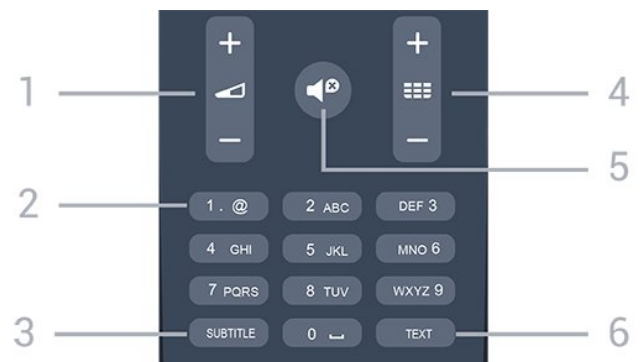 + +
1 4
- -
5
2 1 . @ 2 ABC DEF 3
4 GHI 5 JKL MNO 6
7 PQRS 8 TUV WXYZ 9
3 SUBTITLE 0 ⌴ TEXT 6